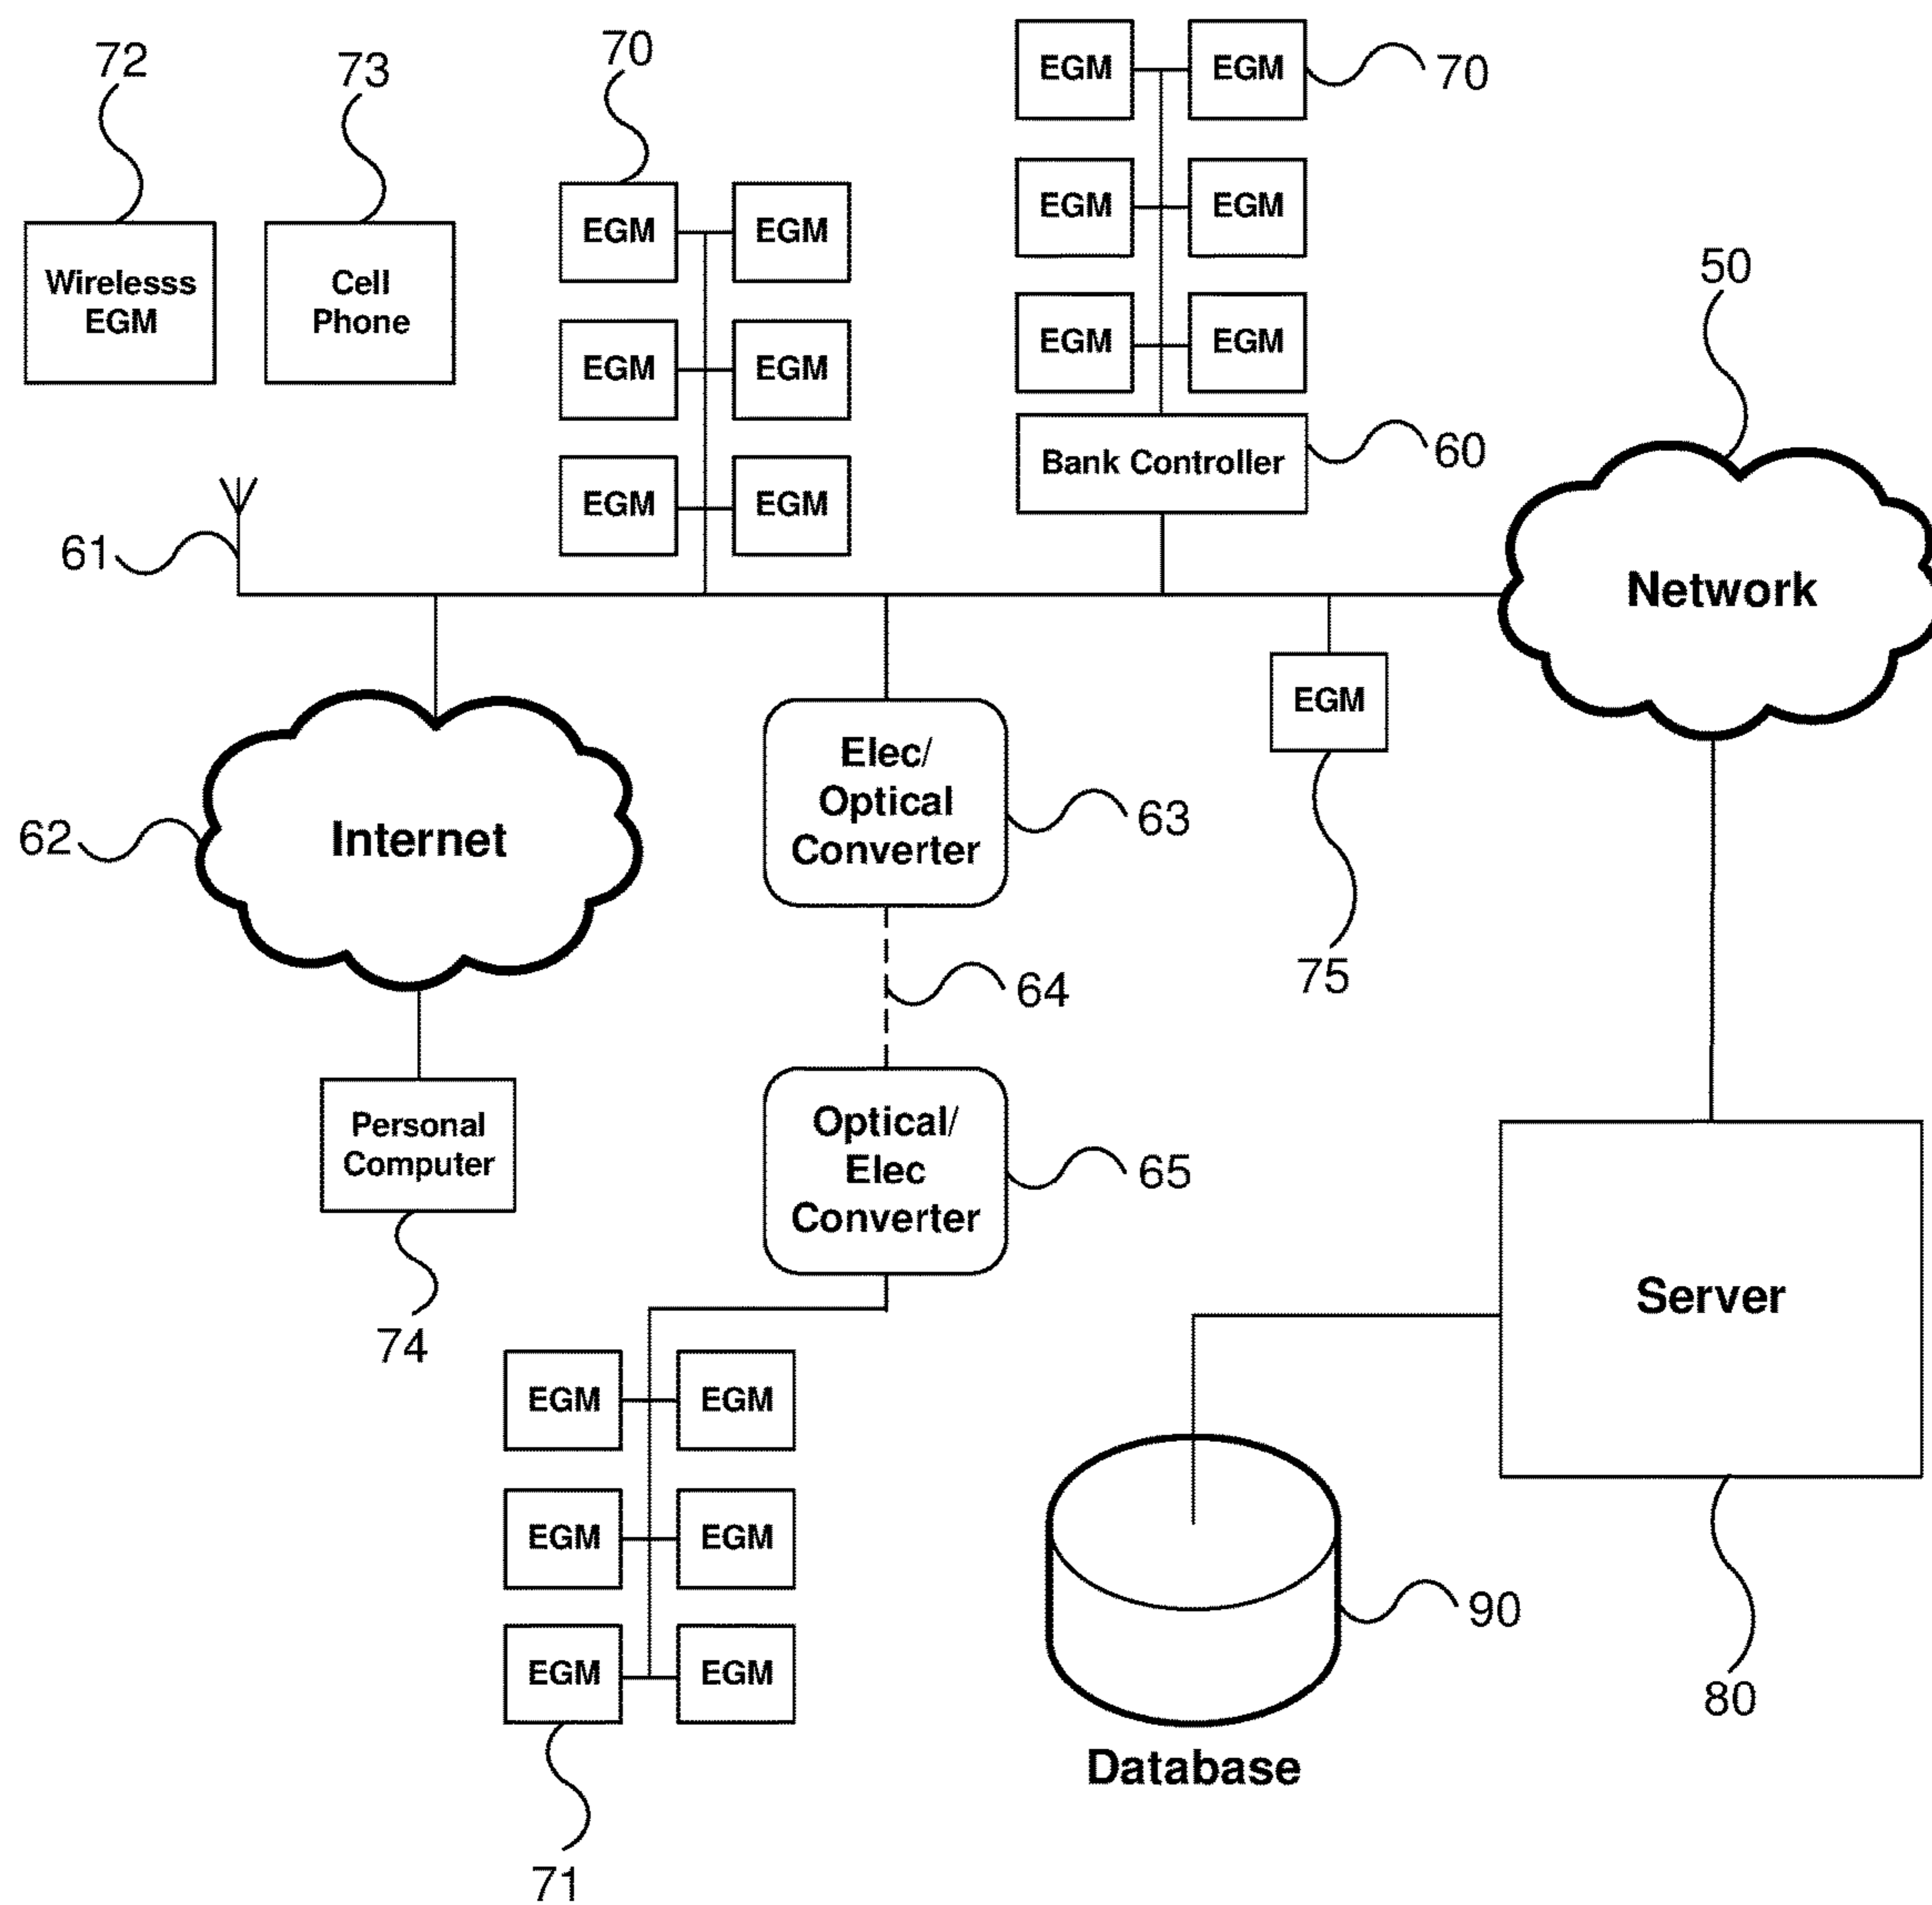 72
73
70
EGM EGM
70
EGM EGM
EGM EGM
Wirelesss
EGM
Cell
Phone
EGM EGM
EGM EGM
EGM EGM
EGM EGM
Bank Controller
60
50
61
Network
EGM
75
62
Internet
Elec/
Optical
Converter
63
64
Personal
Computer
74
Optical/
Elec
Converter
65
EGM EGM
EGM EGM
EGM EGM
71
Server
80
90
Database